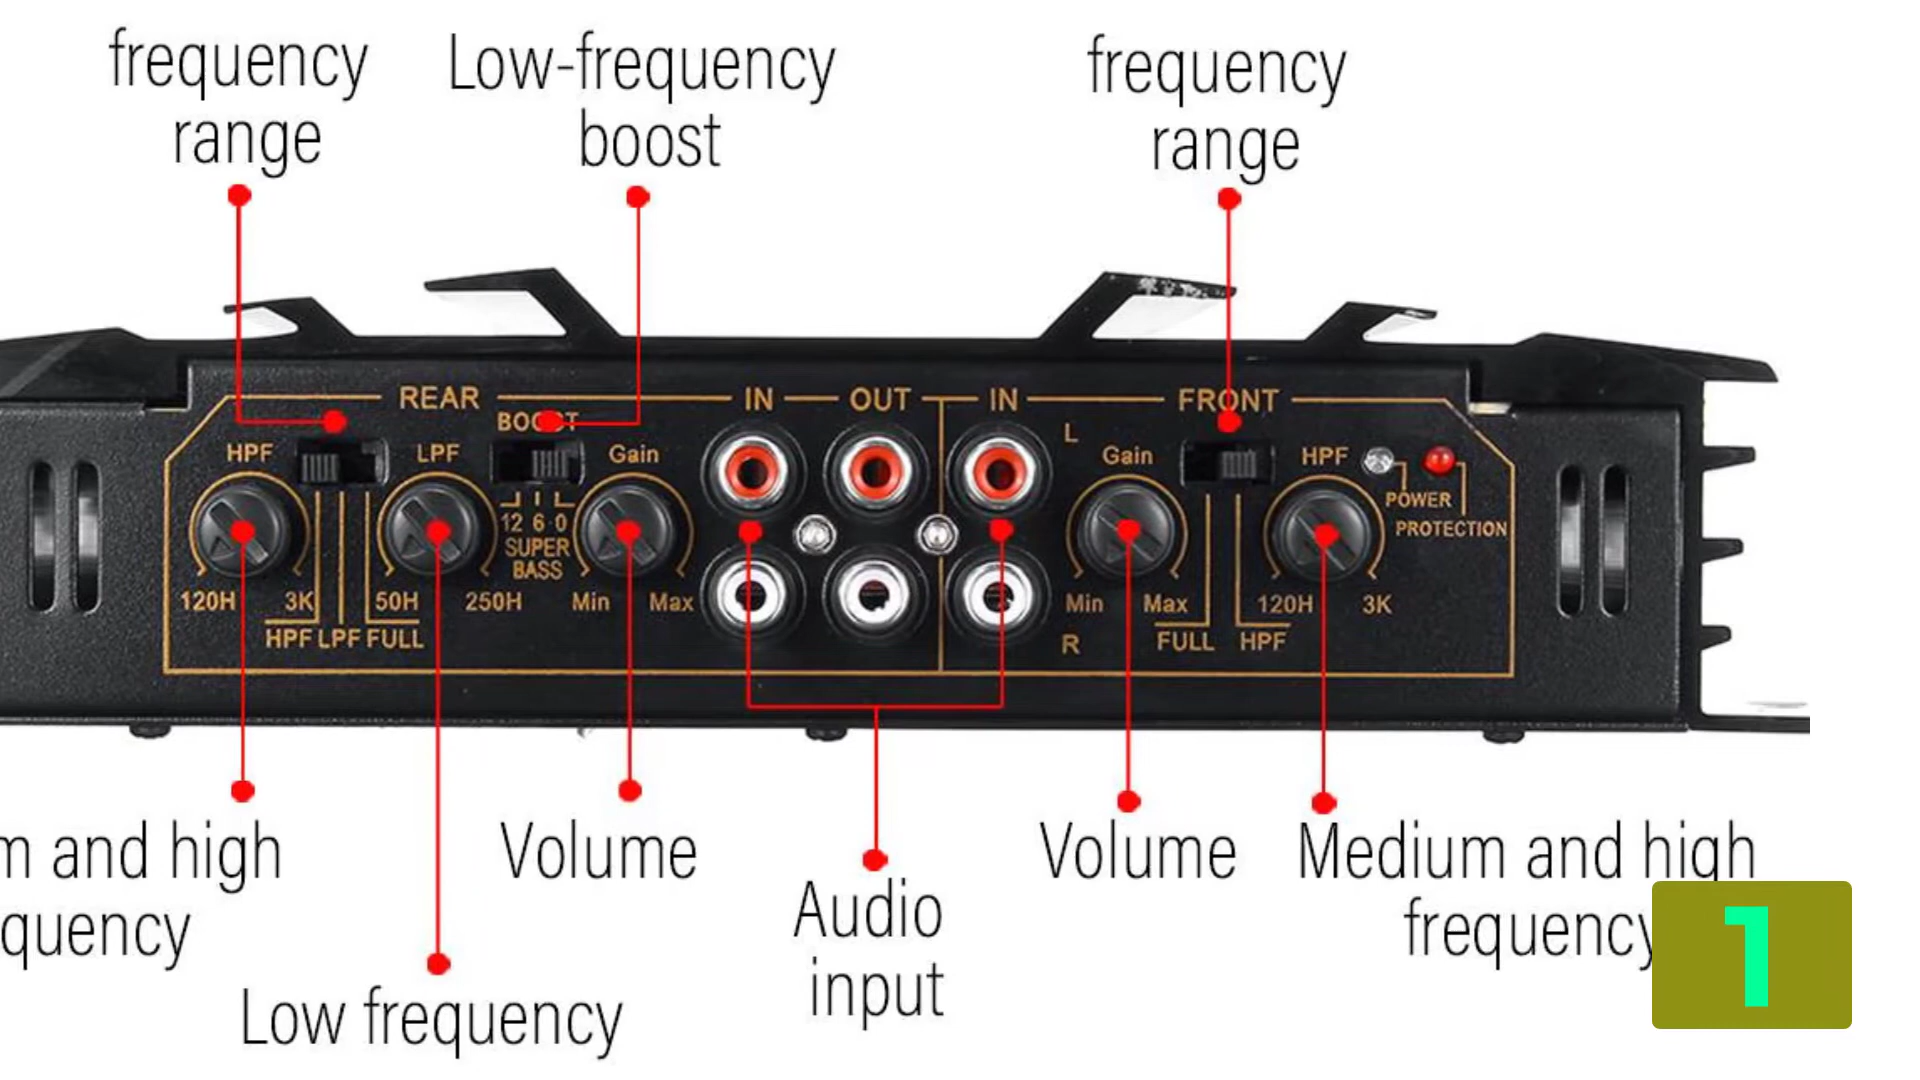 frequency
range
Low-frequency
boost
frequency
range
REAR
IN
OUT
IN
FRONT
BOOST
HPF
LPF
Gain
L
Gain
HPF
POWER
PROTECTION
12 6 0
SUPER
BASS
120H
3K
50H
250H
Min
Max
Min
Max
120H
3K
HPF LPF FULL
R
FULL
HPF
m and high
quency
Volume
Volume
Medium and high
frequency
Audio
input
Low frequency
1